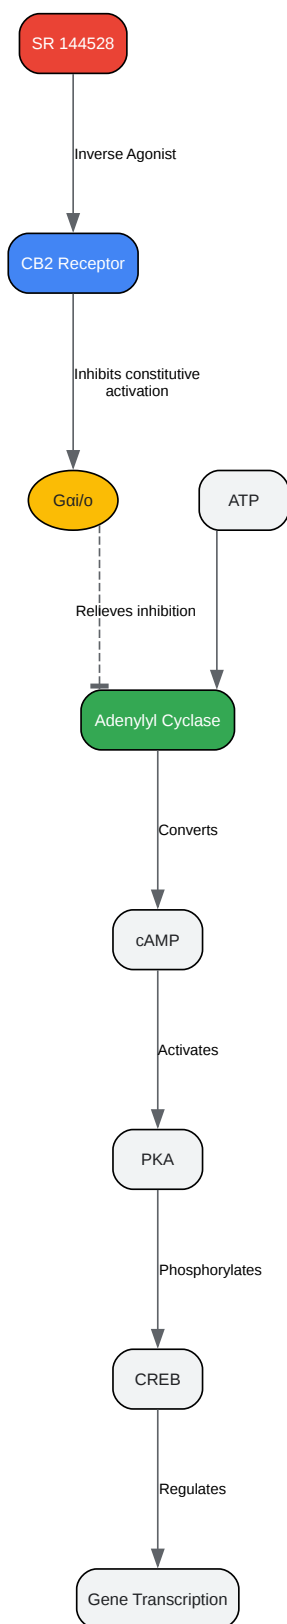 SR 144528
Inverse Agonist
CB2 Receptor
Inhibits constitutive
activation
Gαi/o
ATP
Relieves inhibition
Adenylyl Cyclase
Converts
cAMP
Activates
PKA
Phosphorylates
CREB
Regulates
Gene Transcription